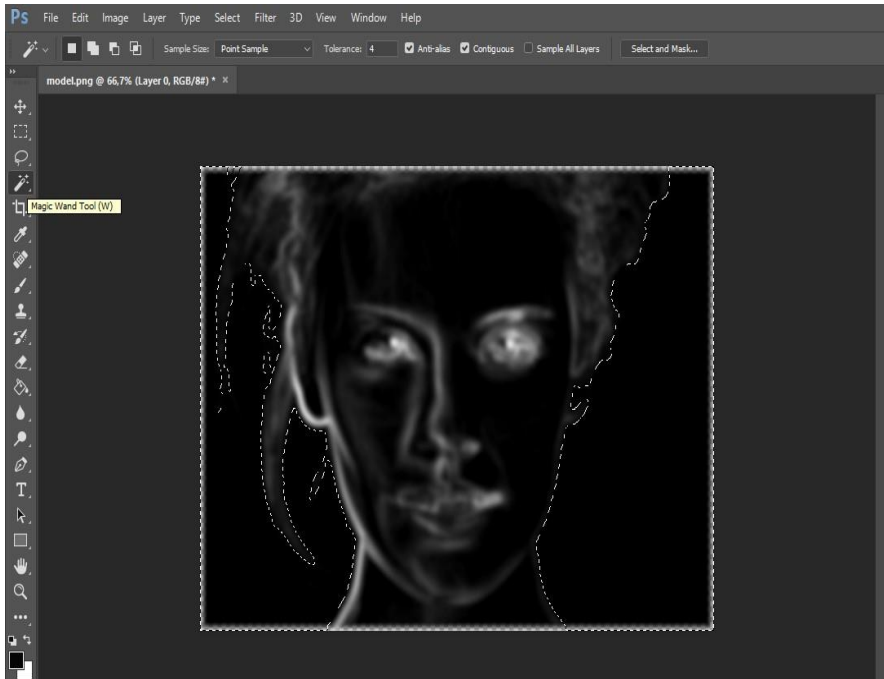 Ps File Edit Image Layer Type Select Filter 3D View Window Help
Sample Size: Point Sample Tolerance: 4 Anti-alias Contiguous Sample All Layers Select and Mask...
model.png @ 66,7% (Layer 0, RGB/8#) * ×
Magic Wand Tool (W)